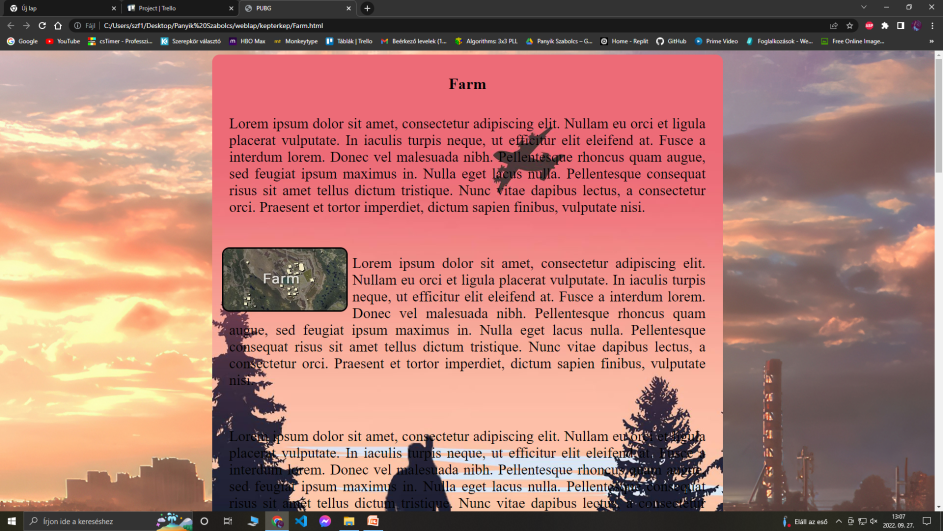 Új lap
Project | Trello
PUBG
Fájl | C:/Users/szf1/Desktop/Panyik%20Szabolcs/weblap/kepterkep/Farm.html
Google
YouTube
csTimer - Professzi...
Szerepkör választó
HBO Max
Monkeytype
Táblák | Trello
Beérkező levelek (1...
Algorithms: 3x3 PLL
Panyik Szabolcs – G...
Home - Replit
GitHub
Prime Video
Foglalkozások - We...
Free Online Image...
Farm
Lorem ipsum dolor sit amet, consectetur adipiscing elit. Nullam eu orci et ligula
placerat vulputate. In iaculis turpis neque, ut efficitur elit eleifend at. Fusce a
interdum lorem. Donec vel malesuada nibh. Pellentesque rhoncus quam augue,
sed feugiat ipsum maximus in. Nulla eget lacus nulla. Pellentesque consequat
risus sit amet tellus dictum tristique. Nunc vitae dapibus lectus, a consectetur
orci. Praesent et tortor imperdiet, dictum sapien finibus, vulputate nisi.
Farm
Lorem ipsum dolor sit amet, consectetur adipiscing elit.
Nullam eu orci et ligula placerat vulputate. In iaculis turpis
neque, ut efficitur elit eleifend at. Fusce a interdum lorem.
Donec vel malesuada nibh. Pellentesque rhoncus quam
augue, sed feugiat ipsum maximus in. Nulla eget lacus nulla. Pellentesque
consequat risus sit amet tellus dictum tristique. Nunc vitae dapibus lectus, a
consectetur orci. Praesent et tortor imperdiet, dictum sapien finibus, vulputate
nisi.
Lorem ipsum dolor sit amet, consectetur adipiscing elit. Nullam eu orci et ligula
placerat vulputate. In iaculis turpis neque, ut efficitur elit eleifend at. Fusce a
interdum lorem. Donec vel malesuada nibh. Pellentesque rhoncus quam augue,
sed feugiat ipsum maximus in. Nulla eget lacus nulla. Pellentesque consequat
risus sit amet tellus dictum tristique. Nunc vitae dapibus lectus, a consectetur
Írjon ide a kereséshez
Eláll az eső
13:07
2022. 09. 27.